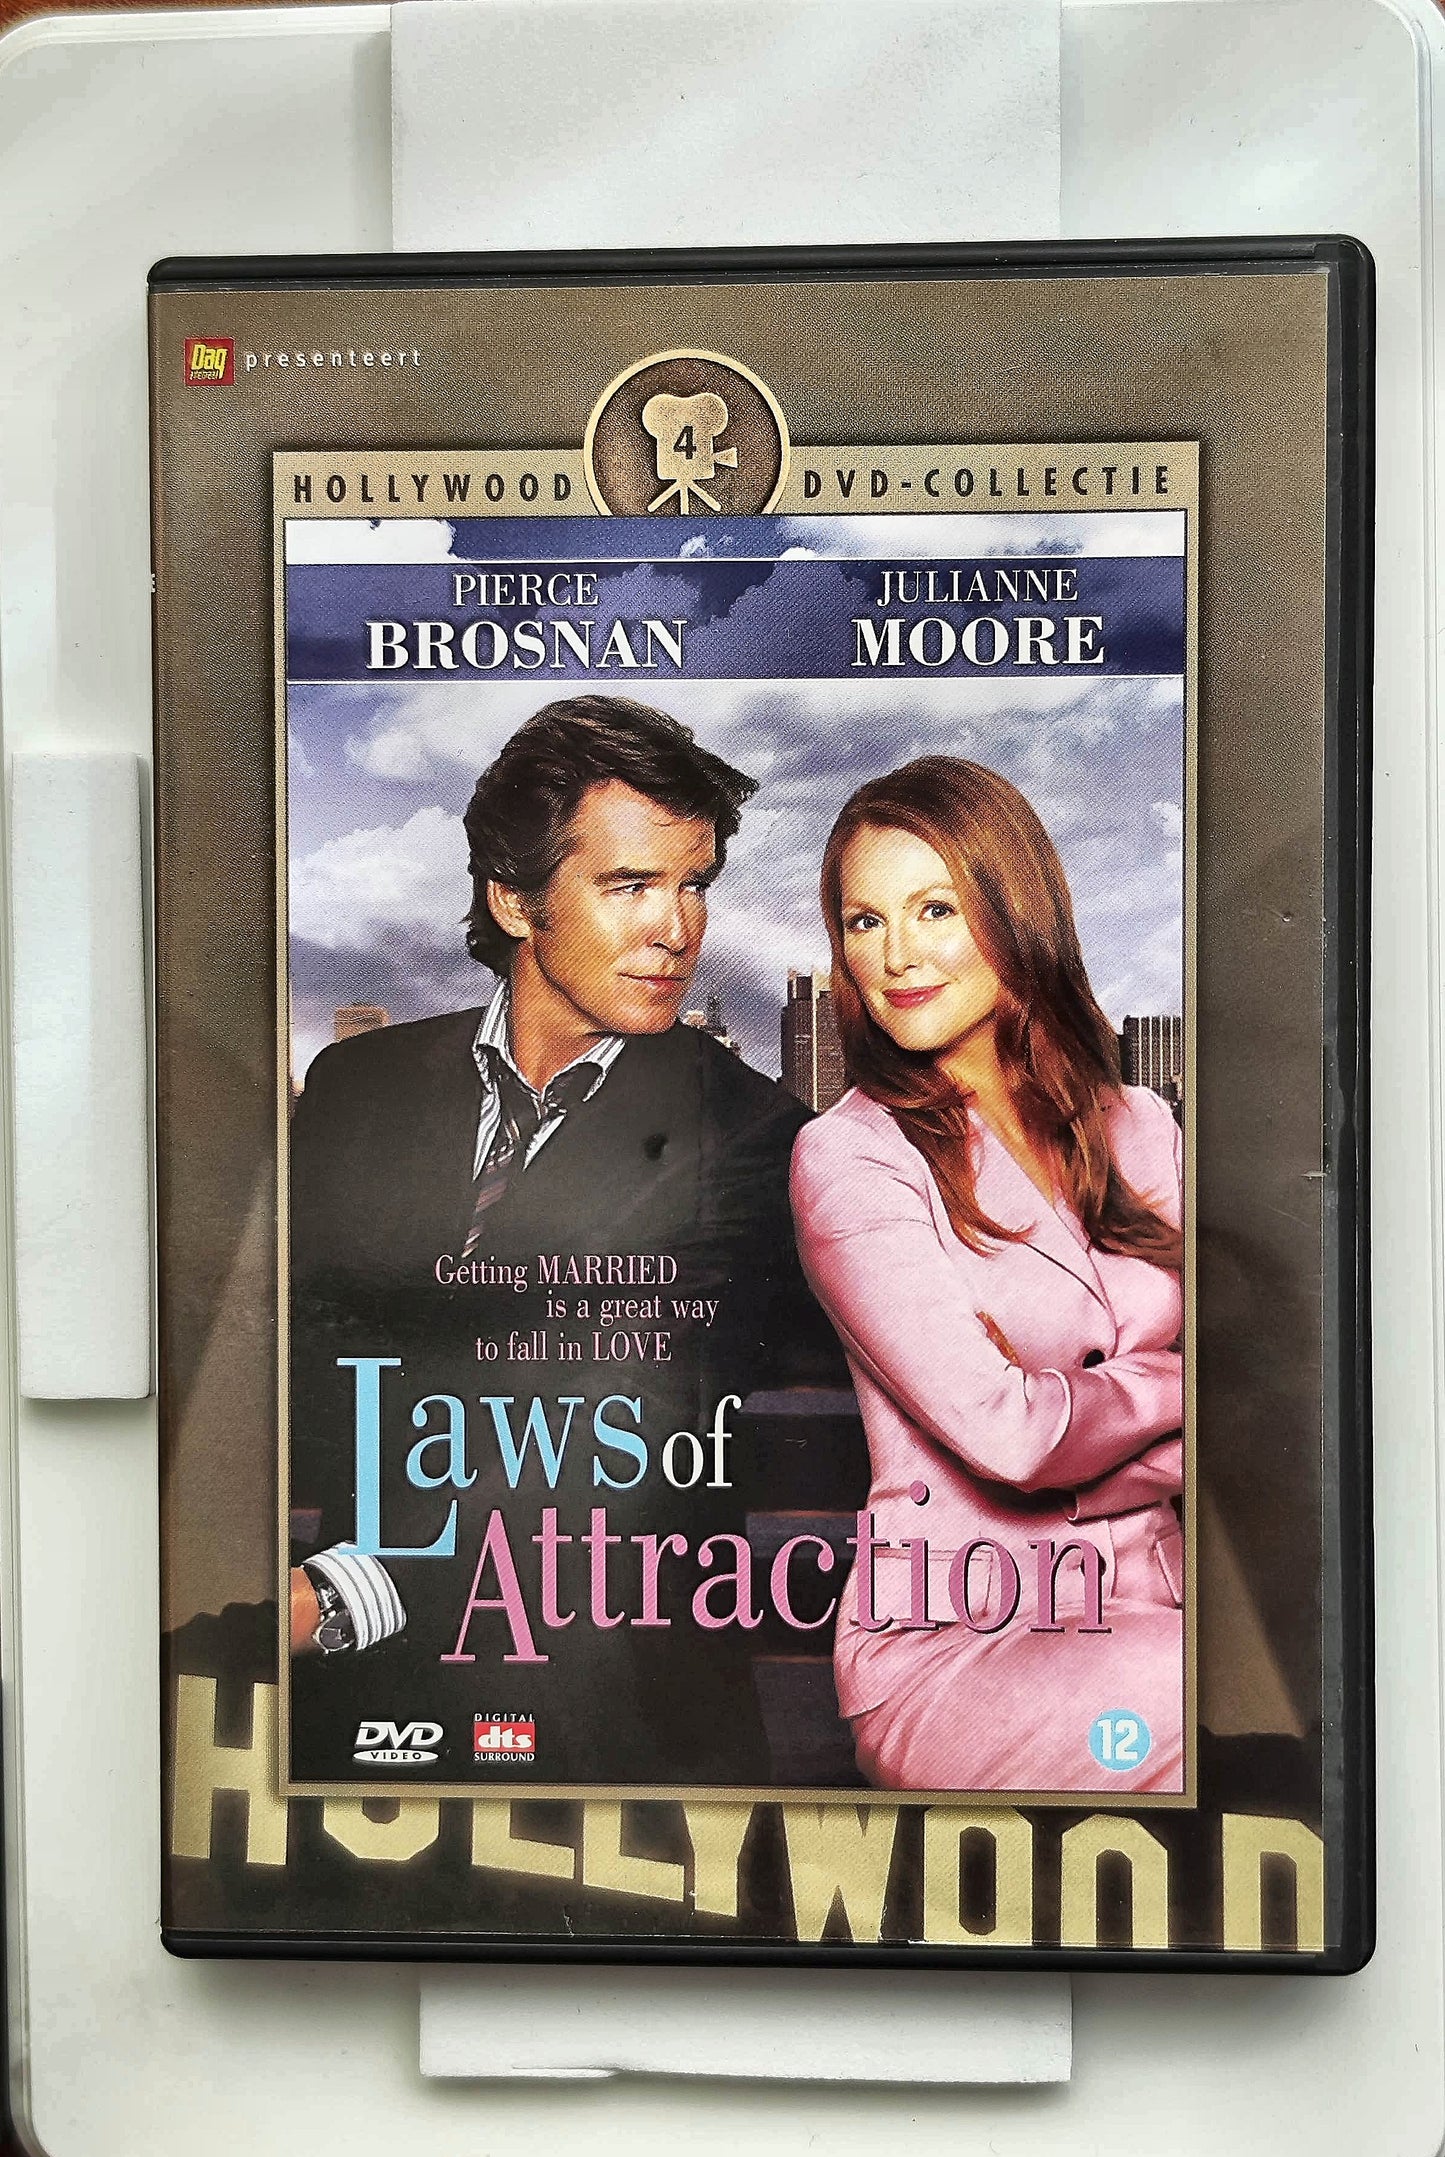 Dag
presenteert
4
HOLLYWOOD DVD-COLLECTIE
PIERCE
BROSNAN
JULIANNE
MOORE
Getting MARRIED
is a great way
to fall in LOVE
Laws of
Attraction
DVD
VIDEO
DIGITAL
dts
SURROUND
12
HOLLYWOOD